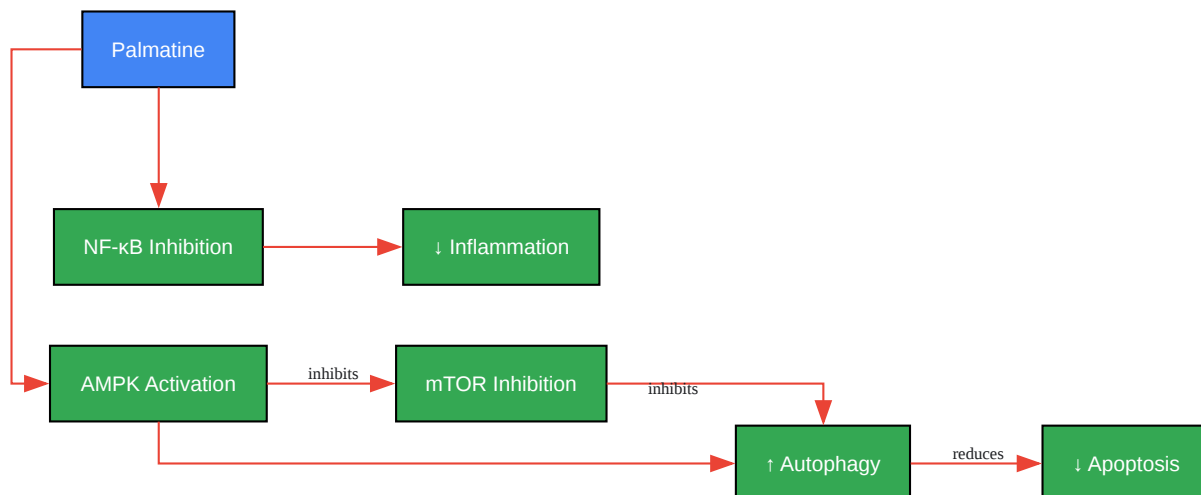 Palmatine
NF-κB Inhibition
↓ Inflammation
AMPK Activation
inhibits
mTOR Inhibition
inhibits
↑ Autophagy
reduces
↓ Apoptosis